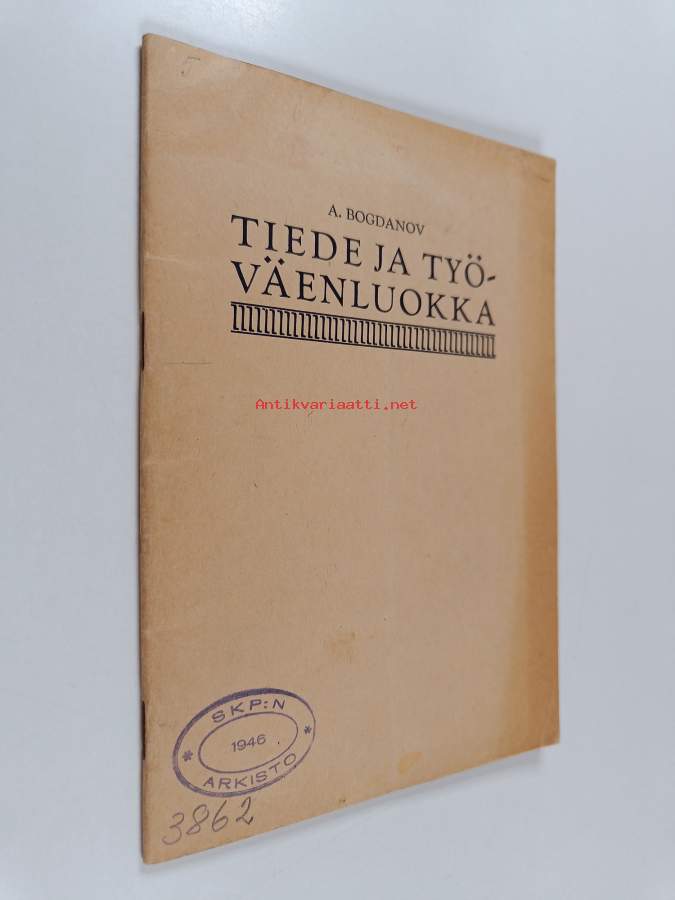 A. BOGDANOV
TIEDE JA TYÖ-
VÄENLUOKKA
Antikvariaatti.net
SKP:N
1946
* ARKISTO *
3862